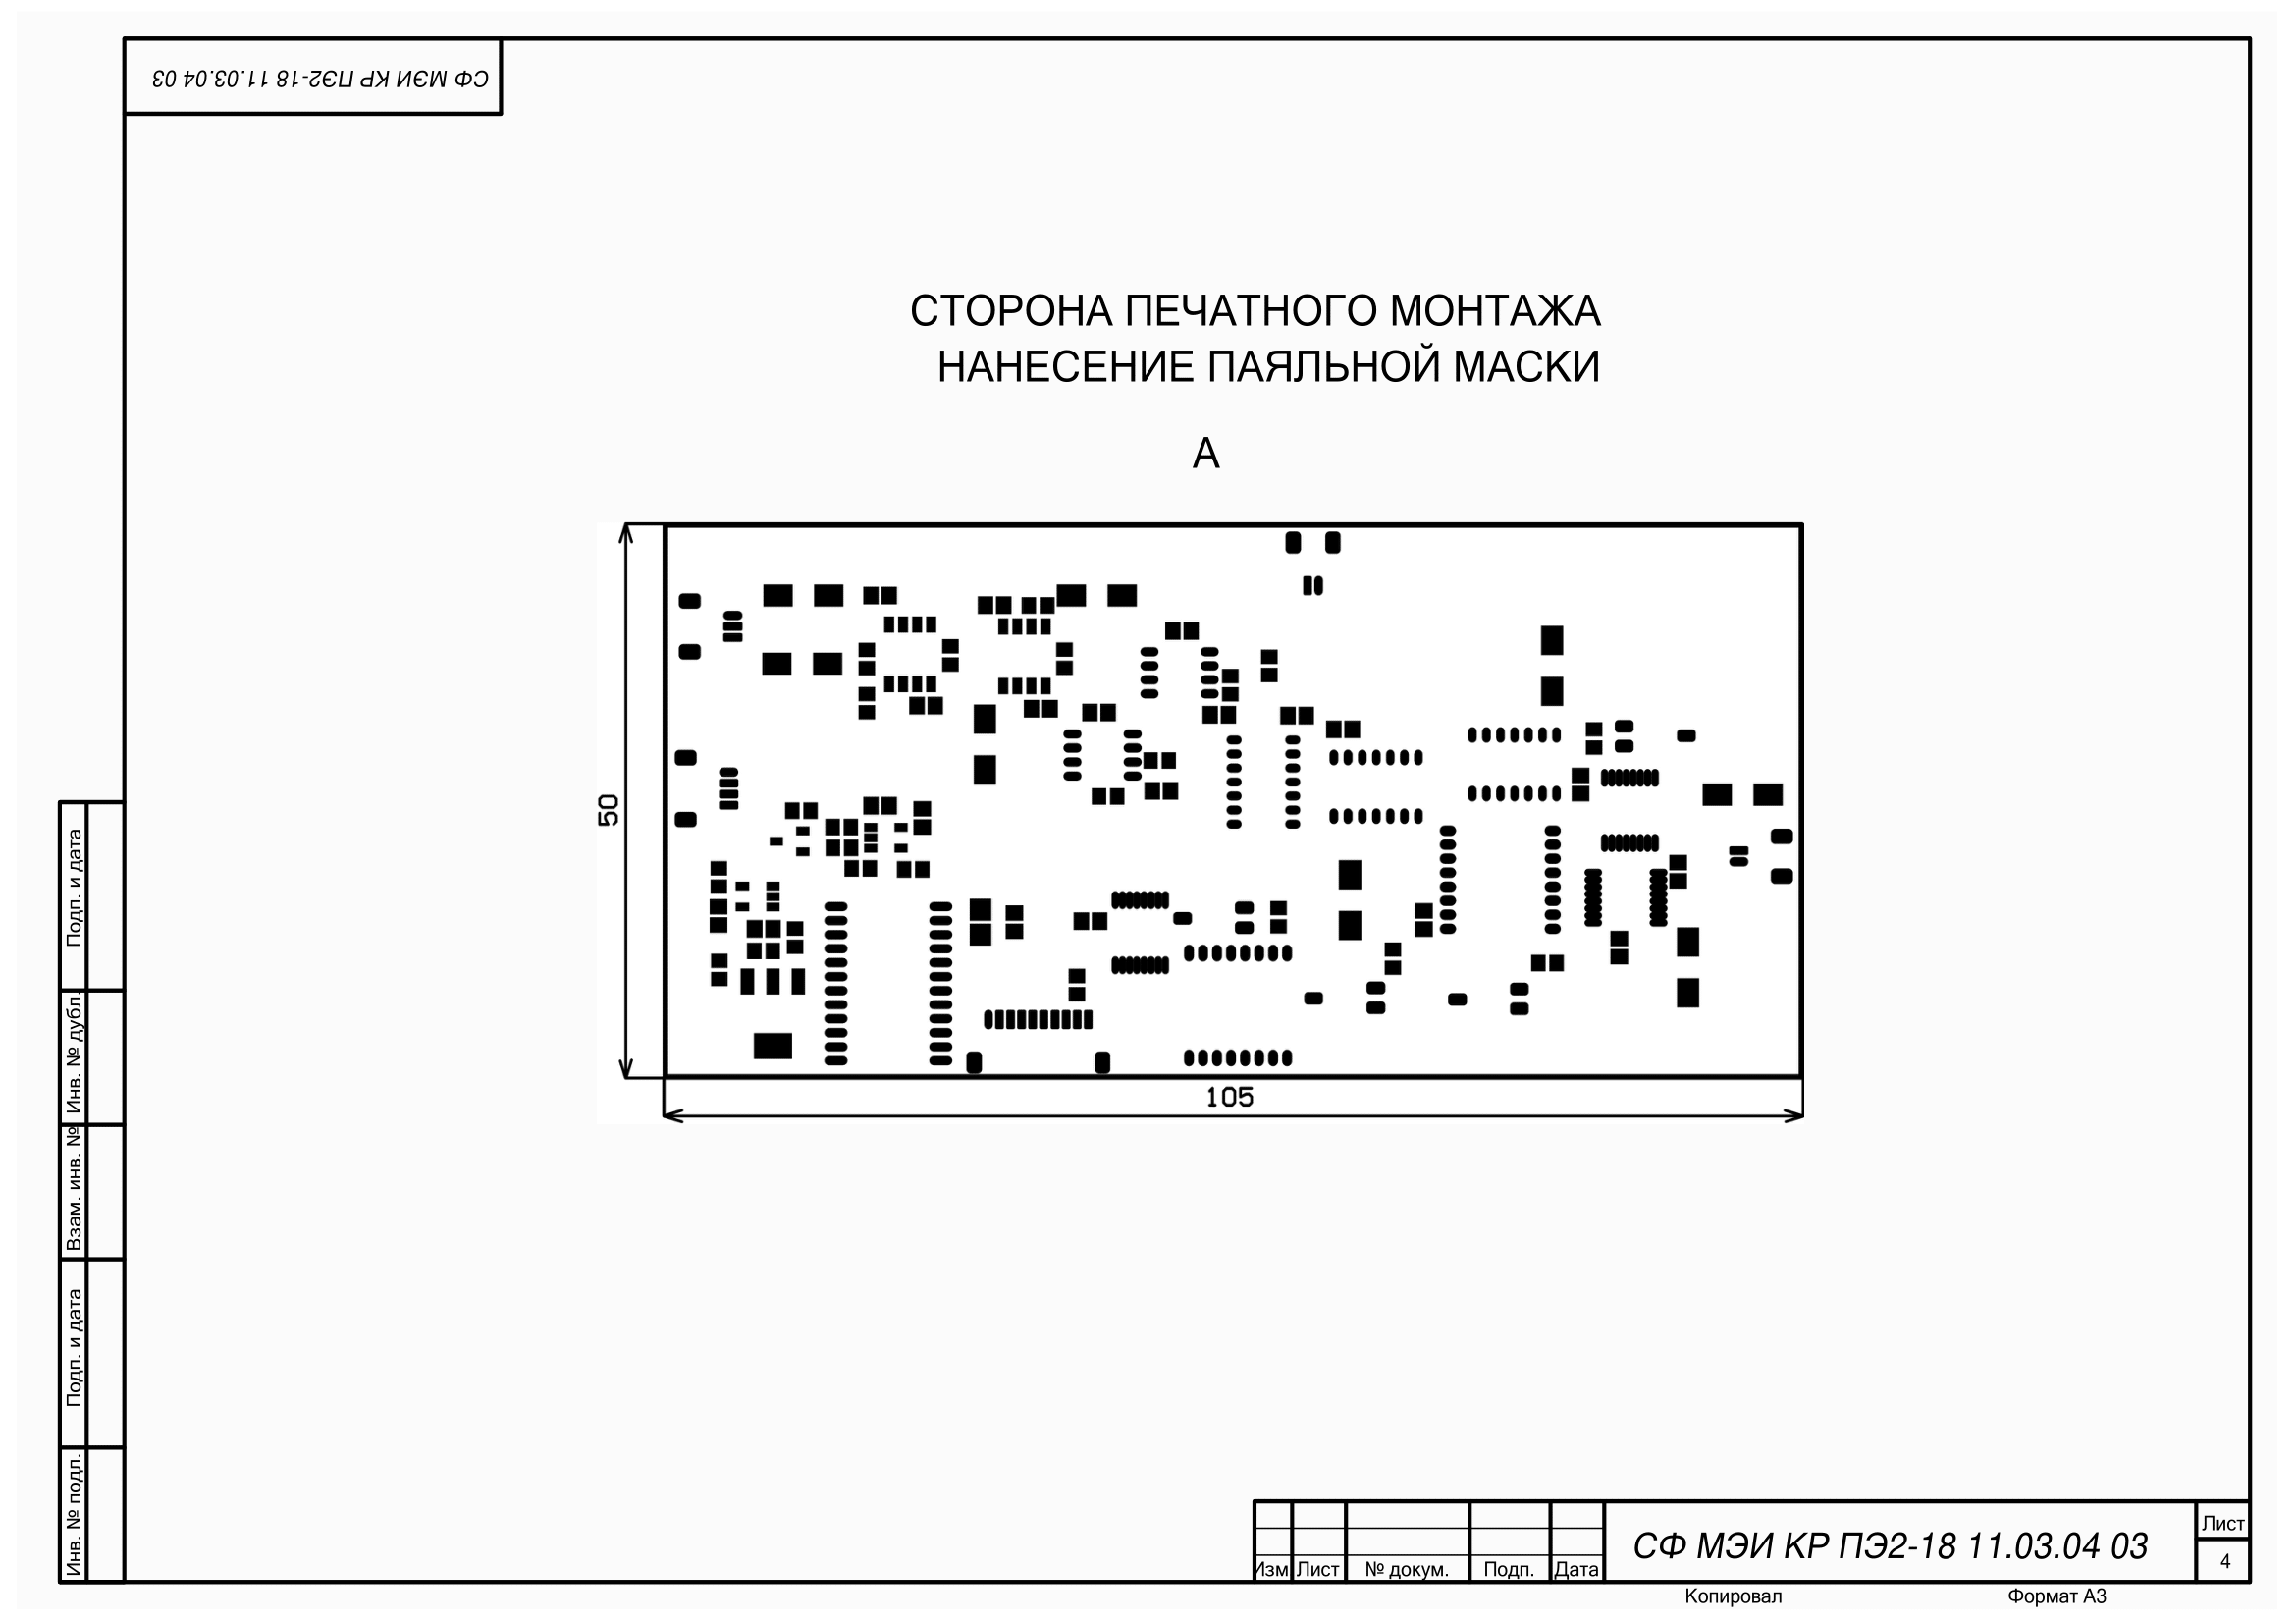 СФ МЭИ КР ПЭ2-18 11.03.04 03
СТОРОНА ПЕЧАТНОГО МОНТАЖА
НАНЕСЕНИЕ ПАЯЛЬНОЙ МАСКИ
А
50
105
Подп. и дата
Инв. № дубл.
Взам. инв. №
Подп. и дата
Инв. № подл.
Изм Лист № докум. Подп. Дата
СФ МЭИ КР ПЭ2-18 11.03.04 03
Лист
4
Копировал Формат А3